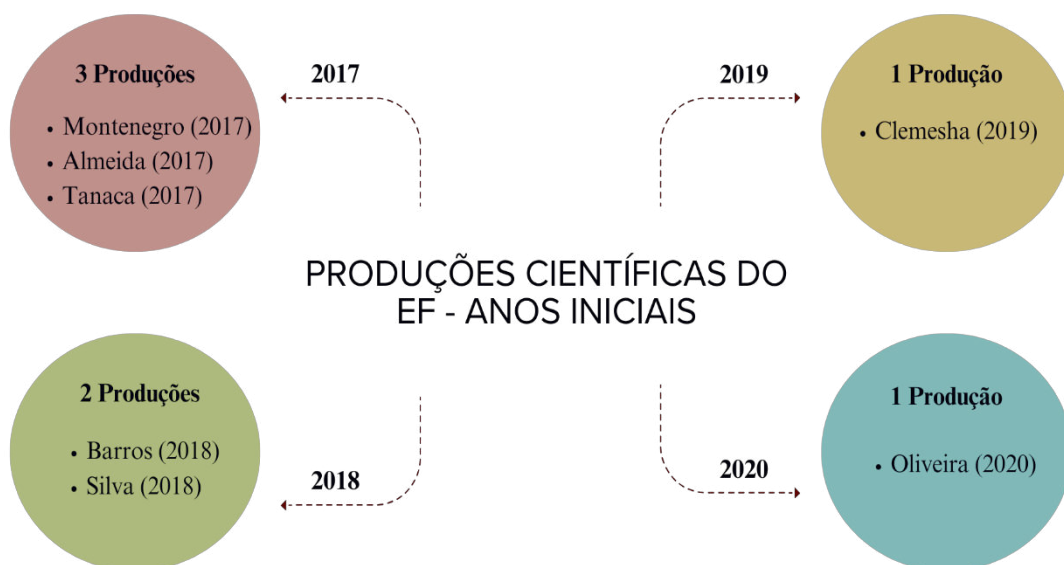 3 Produções
• Montenegro (2017)
• Almeida (2017)
• Tanaca (2017)
2017
2019
1 Produção
• Clemesha (2019)
PRODUÇÕES CIENTÍFICAS DO
EF - ANOS INICIAIS
2 Produções
• Barros (2018)
• Silva (2018)
2018
2020
1 Produção
• Oliveira (2020)